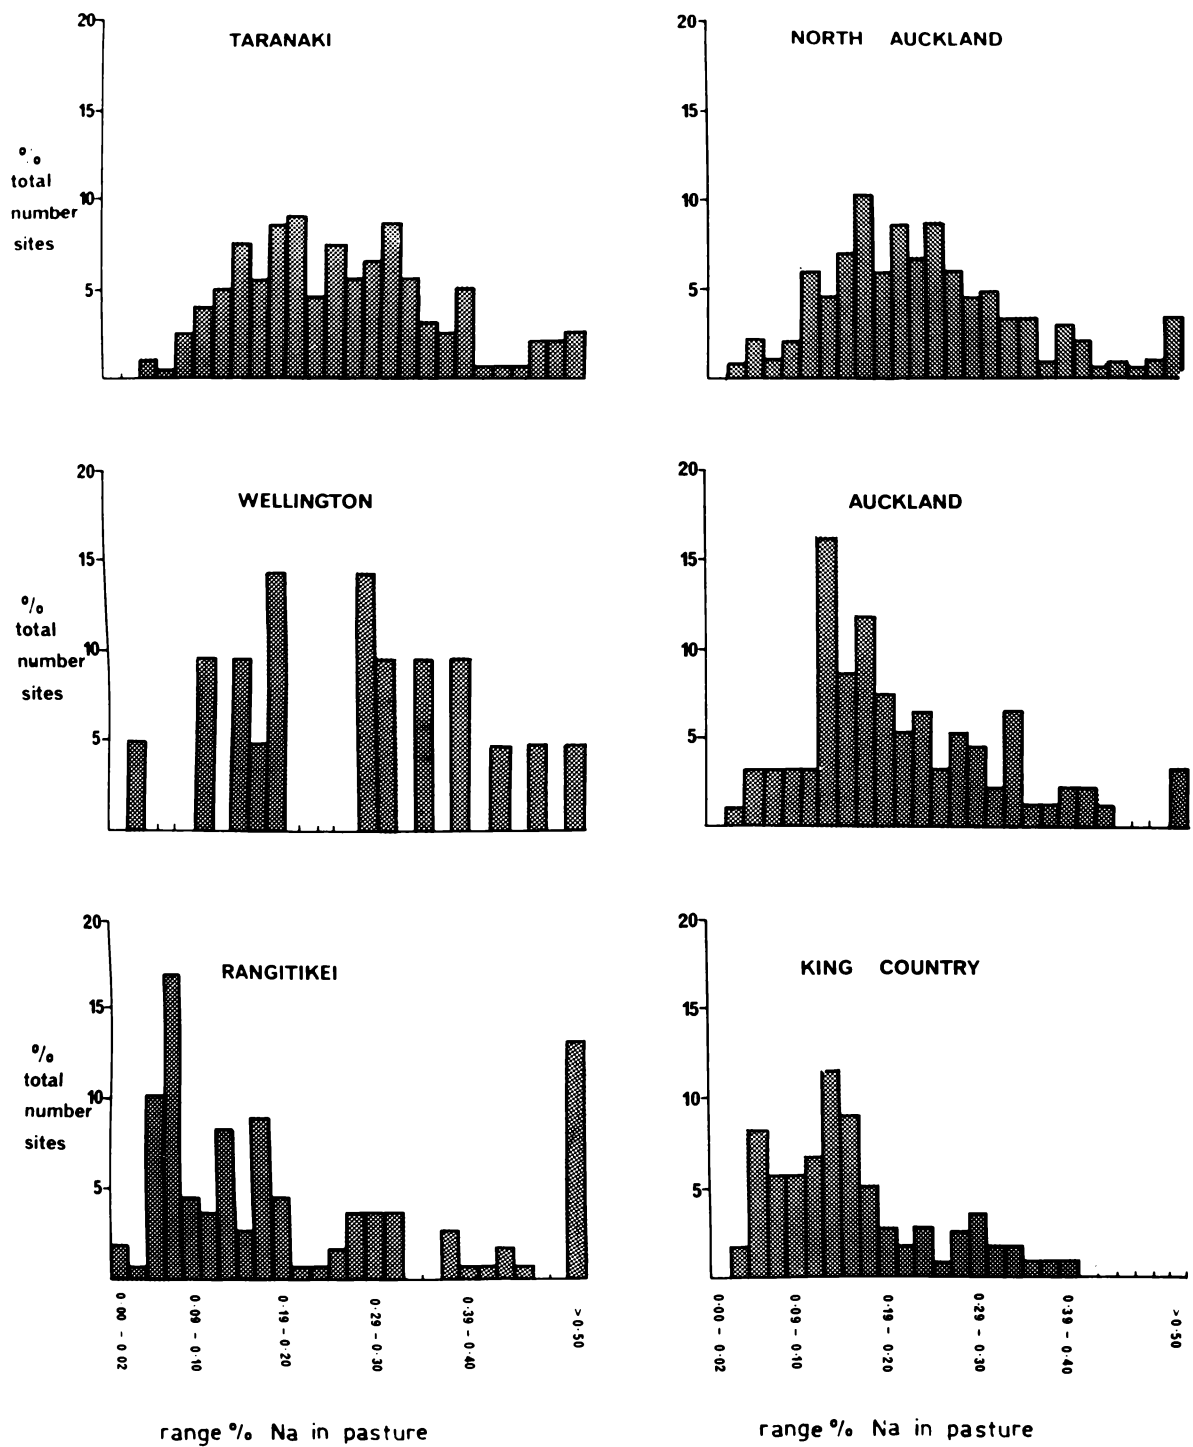 20
15
10
5
TARANAKI
%
total
number
sites
20
15
10
5
NORTH AUCKLAND
20
15
10
5
WELLINGTON
%
total
number
sites
20
15
10
5
AUCKLAND
20
15
10
5
RANGITIKEI
%
total
number
sites
0·00 - 0·02
0·09 - 0·10
0·19 - 0·20
0·29 - 0·30
0·39 - 0·40
> 0·50
range % Na in pasture
20
15
10
5
KING COUNTRY
0·00 - 0·02
0·09 - 0·10
0·19 - 0·20
0·29 - 0·30
0·39 - 0·40
> 0·50
range % Na in pasture